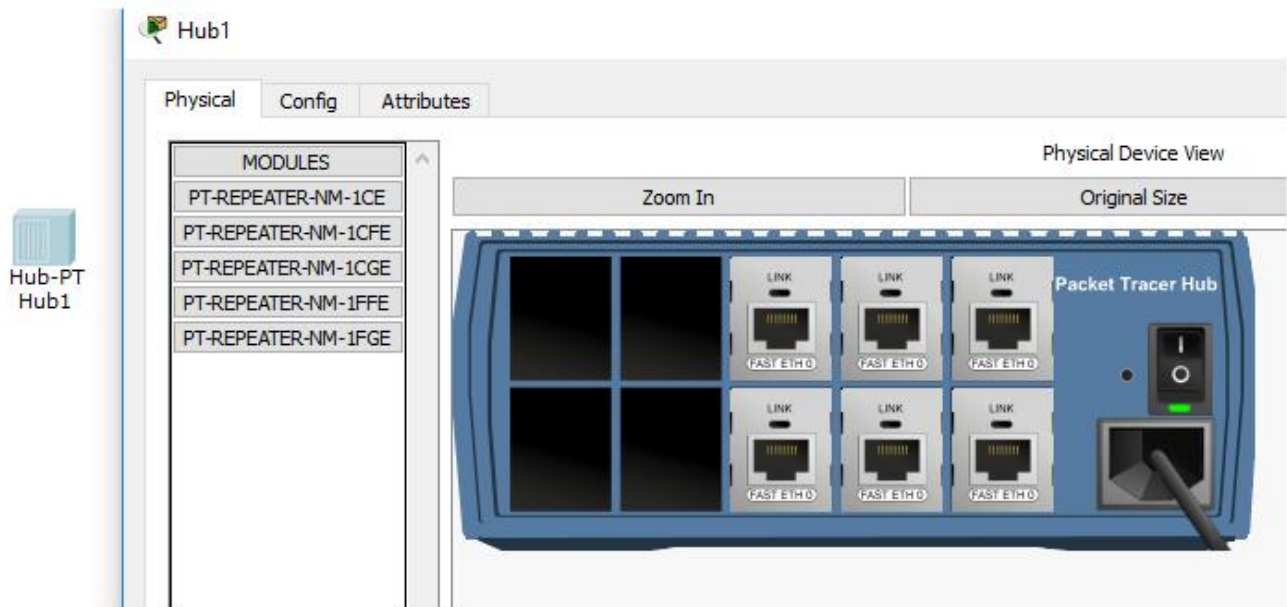 Hub1
Physical
Config
Attributes
MODULES
PT-REPEATER-NM-1CE
PT-REPEATER-NM-1CFE
PT-REPEATER-NM-1CGE
PT-REPEATER-NM-1FFE
PT-REPEATER-NM-1FGE
Physical Device View
Zoom In
Original Size
Hub-PT
Hub1
LINK
LINK
LINK
Packet Tracer Hub
FAST ETH 0
FAST ETH 0
FAST ETH 0
LINK
LINK
LINK
FAST ETH 0
FAST ETH 0
FAST ETH 0